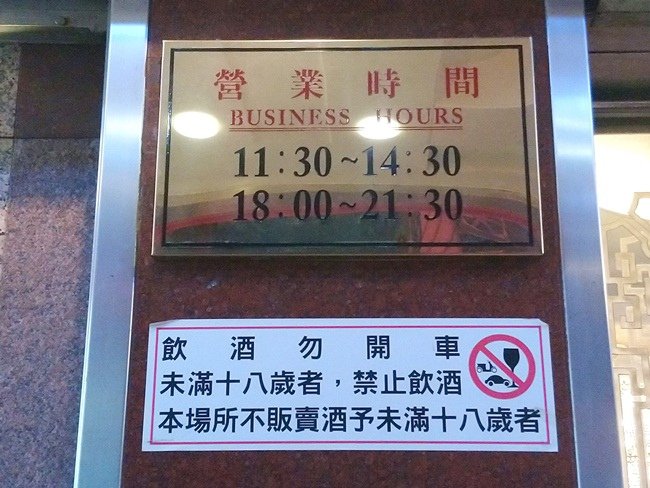 營業時間
BUSINESS HOURS
11:30~14:30
18:00~21:30
飲酒勿開車
未滿十八歲者，禁止飲酒
本場所不販賣酒予未滿十八歲者